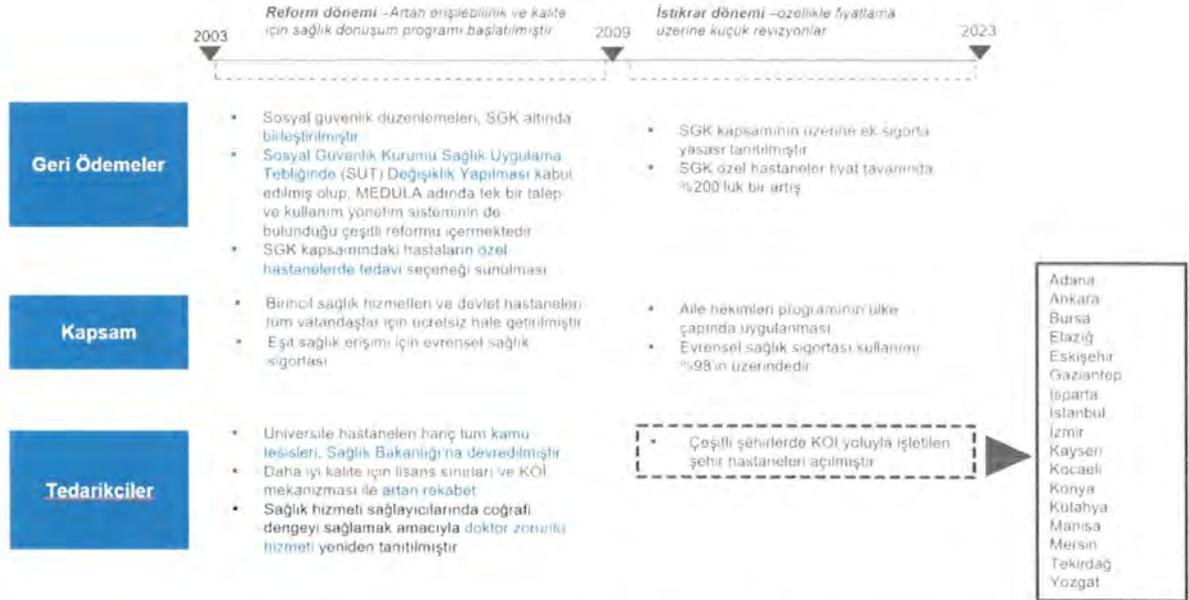 Reform dönemi –Artan erişilebilirlik ve kalite
için sağlık dönüşüm programı başlatılmıştır
İstikrar dönemi –özellikle fiyatlama
üzerine küçük revizyonlar
2003
2009
2023
Geri Ödemeler
▪ Sosyal güvenlik düzenlemeleri, SGK altında
birleştirilmiştir
▪ Sosyal Güvenlik Kurumu Sağlık Uygulama
Tebliğinde (SUT) Değişiklik Yapılması kabul
edilmiş olup, MEDULA adında tek bir talep
ve kullanım yönetim sisteminin de
bulunduğu çeşitli reformu içermektedir
▪ SGK kapsamındaki hastaların özel
hastanelerde tedavi seçeneği sunulması
▪ SGK kapsamının üzerine ek sigorta
yasası tanıtılmıştır
▪ SGK özel hastaneler fiyat tavanında
%200'lük bir artış
Kapsam
▪ Birincil sağlık hizmetleri ve devlet hastaneleri
tüm vatandaşlar için ücretsiz hale getirilmiştir
▪ Eşit sağlık erişimi için evrensel sağlık
sigortası
▪ Aile hekimleri programının ülke
çapında uygulanması
▪ Evrensel sağlık sigortası kullanımı
%98'in üzerindedir
Tedarikciler
▪ Üniversite hastaneleri hariç tüm kamu
tesisleri, Sağlık Bakanlığı'na devredilmiştir
▪ Daha iyi kalite için lisans sınırları ve KÖİ
mekanizması ile artan rekabet
▪ Sağlık hizmeti sağlayıcılarında coğrafi
dengeyi sağlamak amacıyla doktor zorunlu
hizmeti yeniden tanıtılmıştır
▪ Çeşitli şehirlerde KÖİ yoluyla işletilen
şehir hastaneleri açılmıştır
Adana
Ankara
Bursa
Elazığ
Eskişehir
Gaziantep
Isparta
İstanbul
İzmir
Kayseri
Kocaeli
Konya
Kütahya
Manisa
Mersin
Tekirdağ
Yozgat